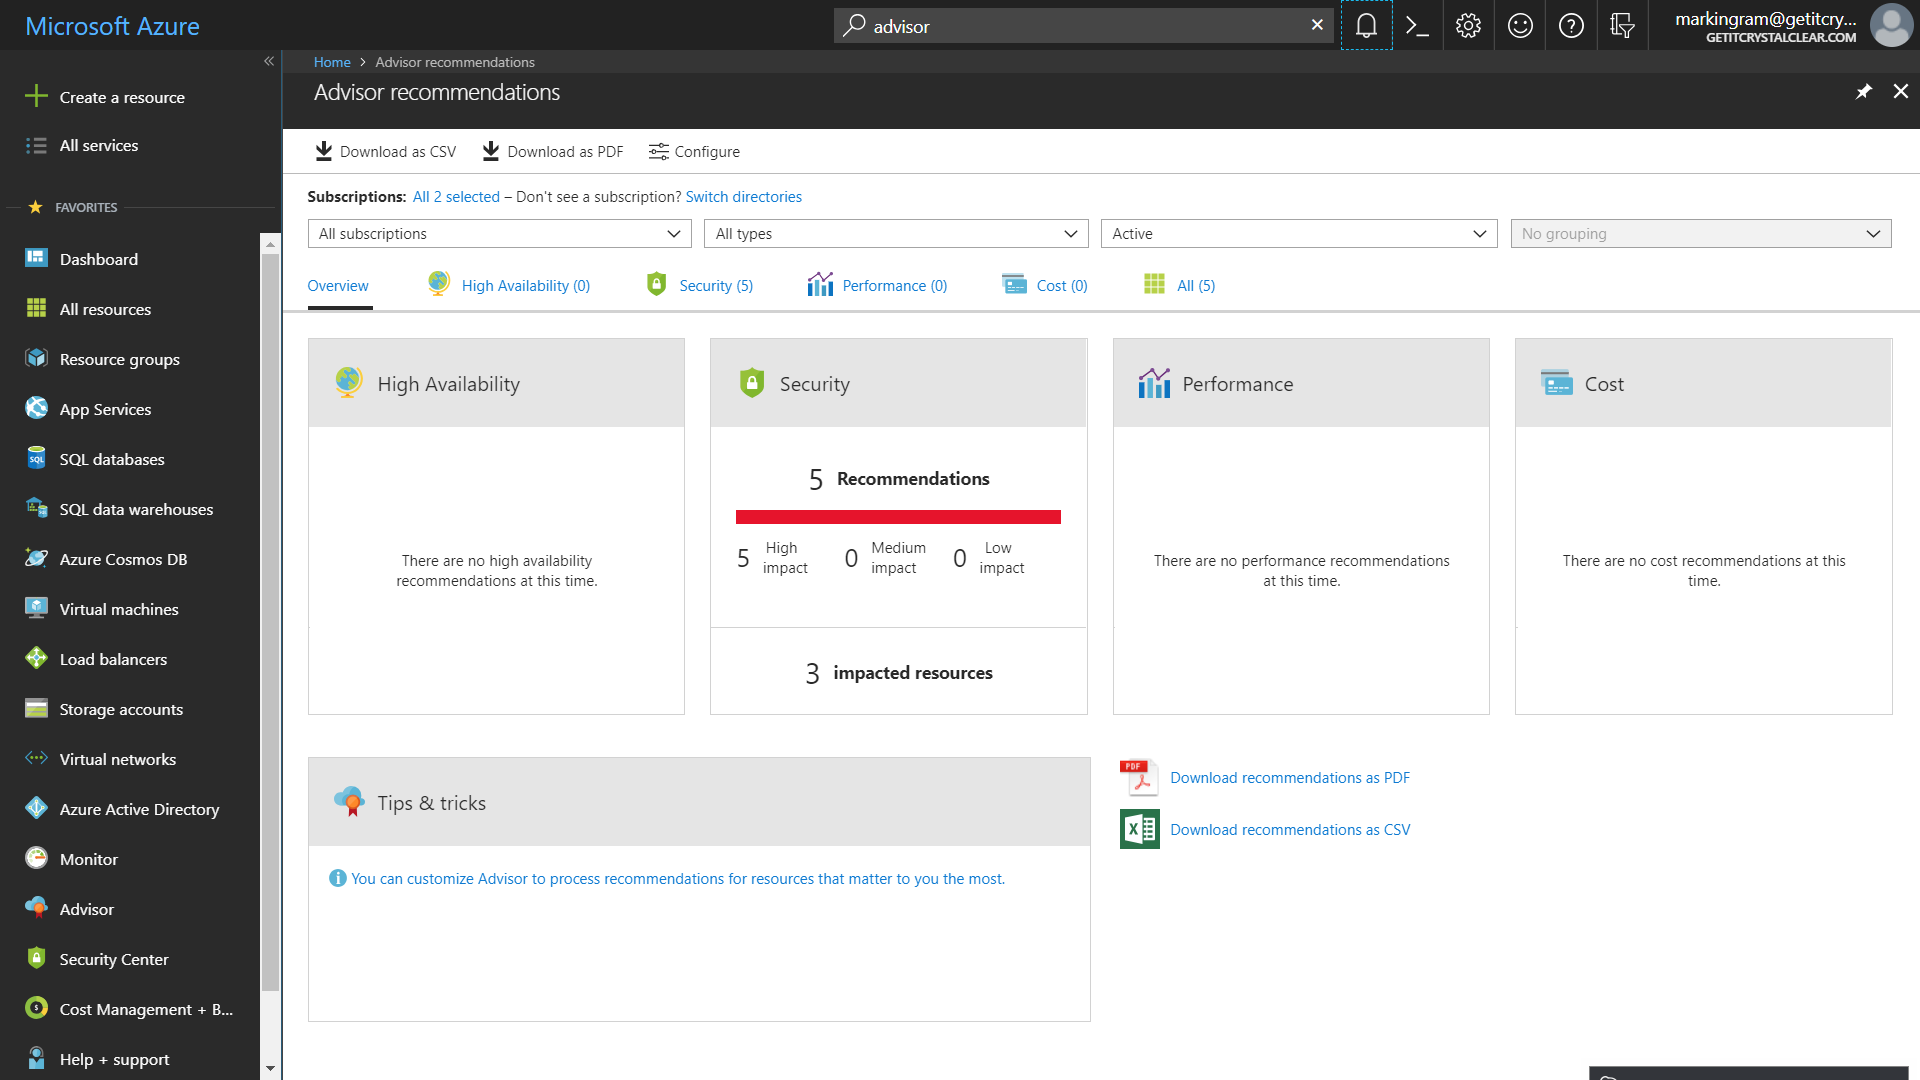 Microsoft Azure
advisor
markingram@getitcry...
GETITCRYSTALCLEAR.COM
Home > Advisor recommendations
Advisor recommendations
Create a resource
All services
FAVORITES
Dashboard
All resources
Resource groups
App Services
SQL databases
SQL data warehouses
Azure Cosmos DB
Virtual machines
Load balancers
Storage accounts
Virtual networks
Azure Active Directory
Monitor
Advisor
Security Center
Cost Management + B...
Help + support
Download as CSV
Download as PDF
Configure
Subscriptions: All 2 selected – Don't see a subscription? Switch directories
All subscriptions
All types
Active
No grouping
Overview
High Availability (0)
Security (5)
Performance (0)
Cost (0)
All (5)
High Availability
There are no high availability
recommendations at this time.
Security
5 Recommendations
5 High impact
0 Medium impact
0 Low impact
3 impacted resources
Performance
There are no performance recommendations
at this time.
Cost
There are no cost recommendations at this
time.
Tips & tricks
You can customize Advisor to process recommendations for resources that matter to you the most.
PDF
Download recommendations as PDF
Download recommendations as CSV